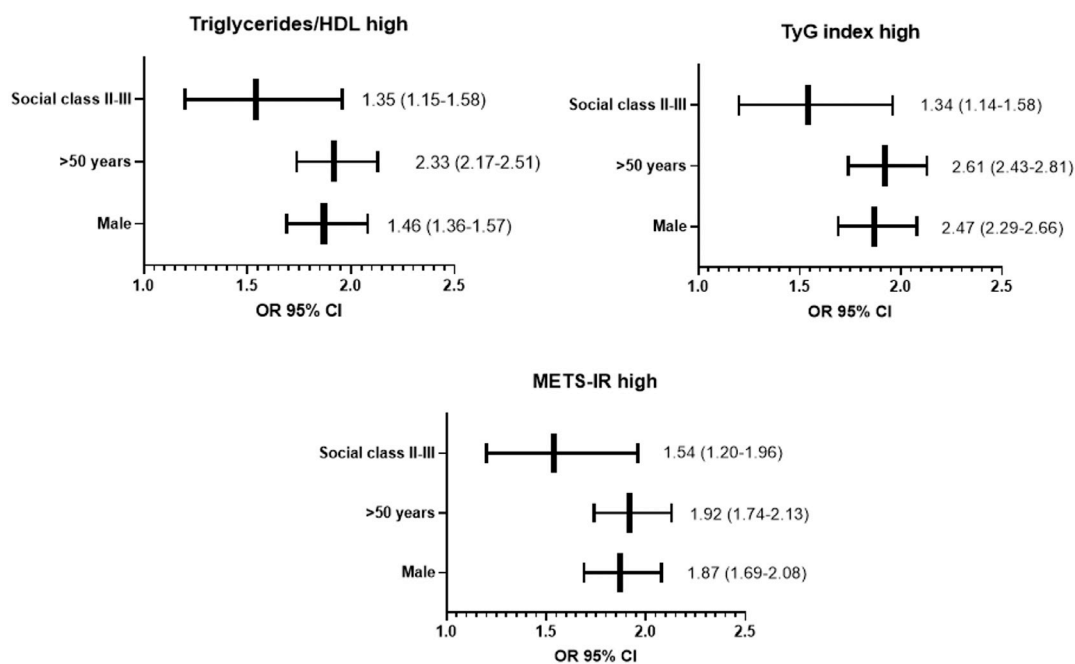 Triglycerides/HDL high
Social class II-III
1.35 (1.15-1.58)
>50 years
2.33 (2.17-2.51)
Male
1.46 (1.36-1.57)
1.0 1.5 2.0 2.5
OR 95% CI
TyG index high
Social class II-III
1.34 (1.14-1.58)
>50 years
2.61 (2.43-2.81)
Male
2.47 (2.29-2.66)
1.0 1.5 2.0 2.5
OR 95% CI
METS-IR high
Social class II-III
1.54 (1.20-1.96)
>50 years
1.92 (1.74-2.13)
Male
1.87 (1.69-2.08)
1.0 1.5 2.0 2.5
OR 95% CI